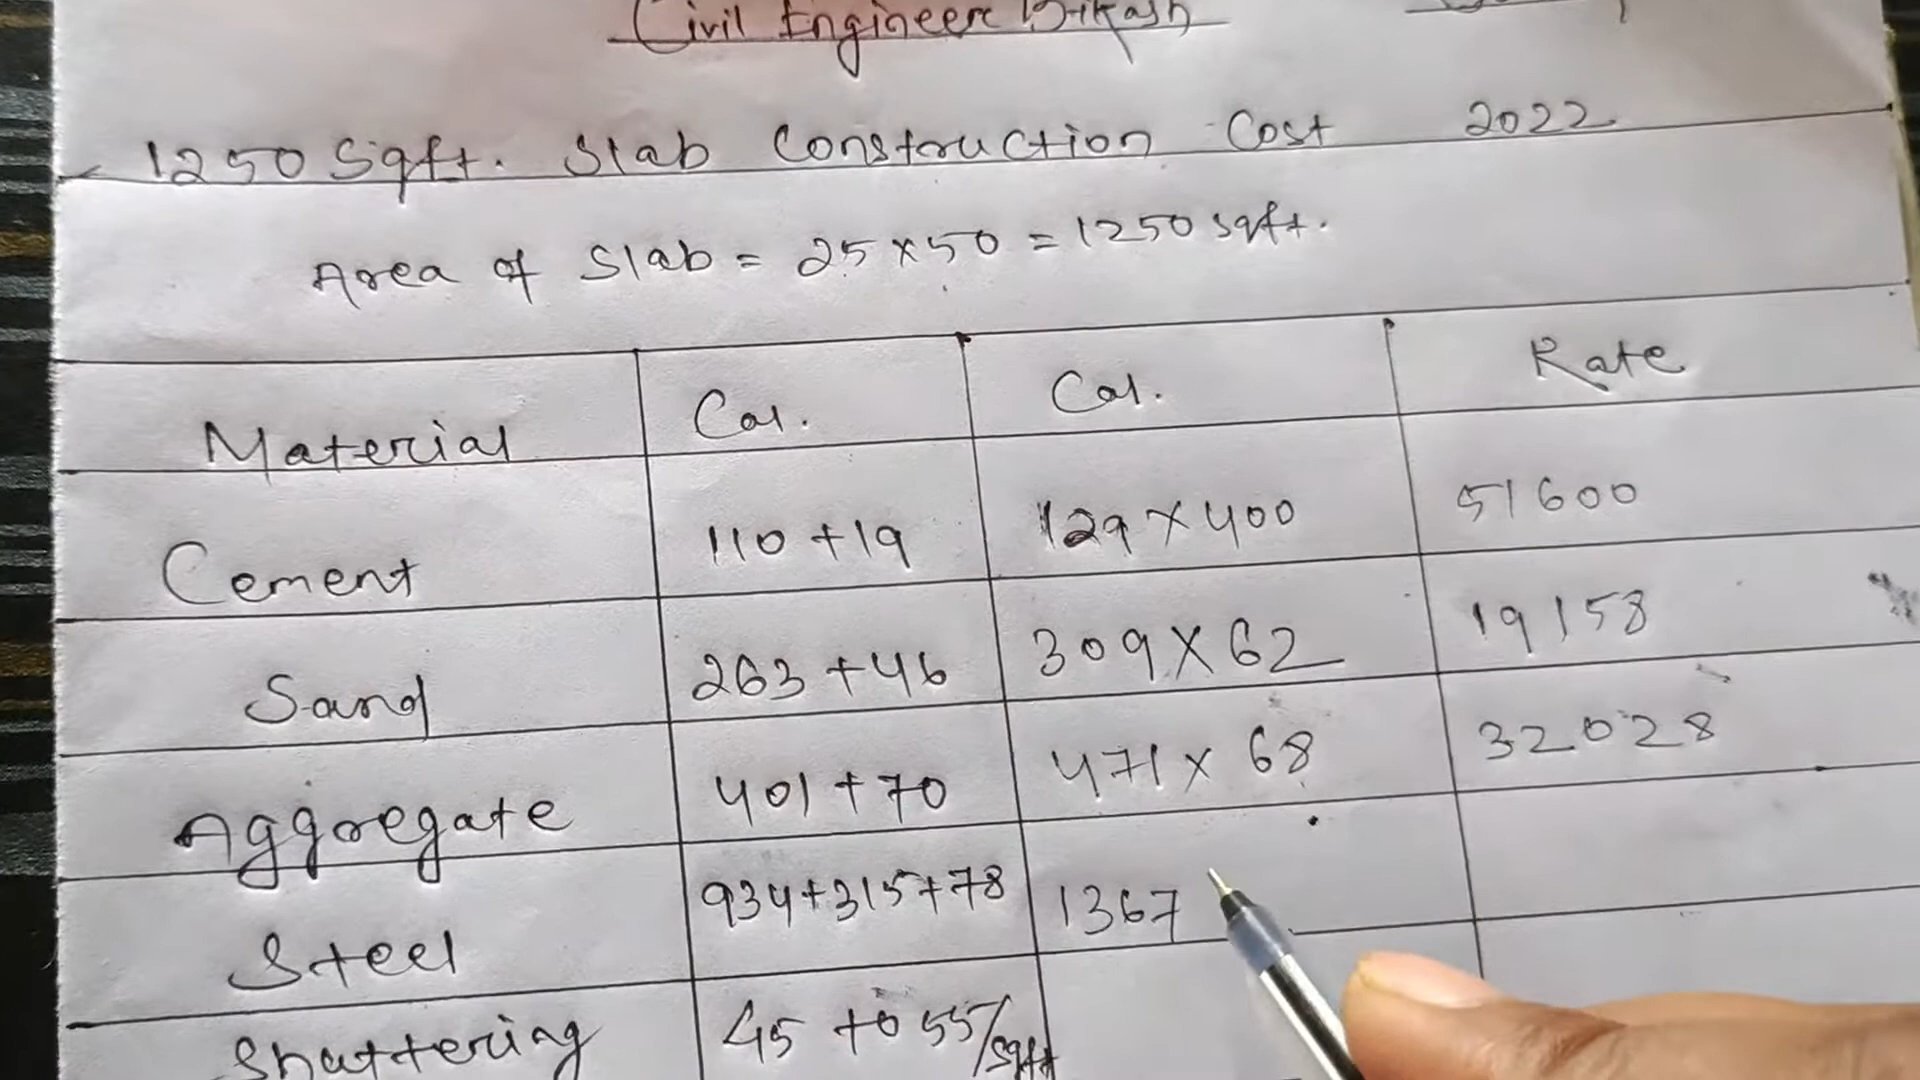 Civil Engineer Bikash
1250 Sqft. Slab Construction Cost 2022
Area of Slab = 25 x 50 = 1250 sqft.
Material Cal. Cal. Rate
Cement 110 + 19 129 x 400 51600
Sand 263 + 46 309 x 62 19158
Aggregate 401 + 70 471 x 68 32028
Steel 934+315+78 1367
Shuttering 45 to 55/sqft